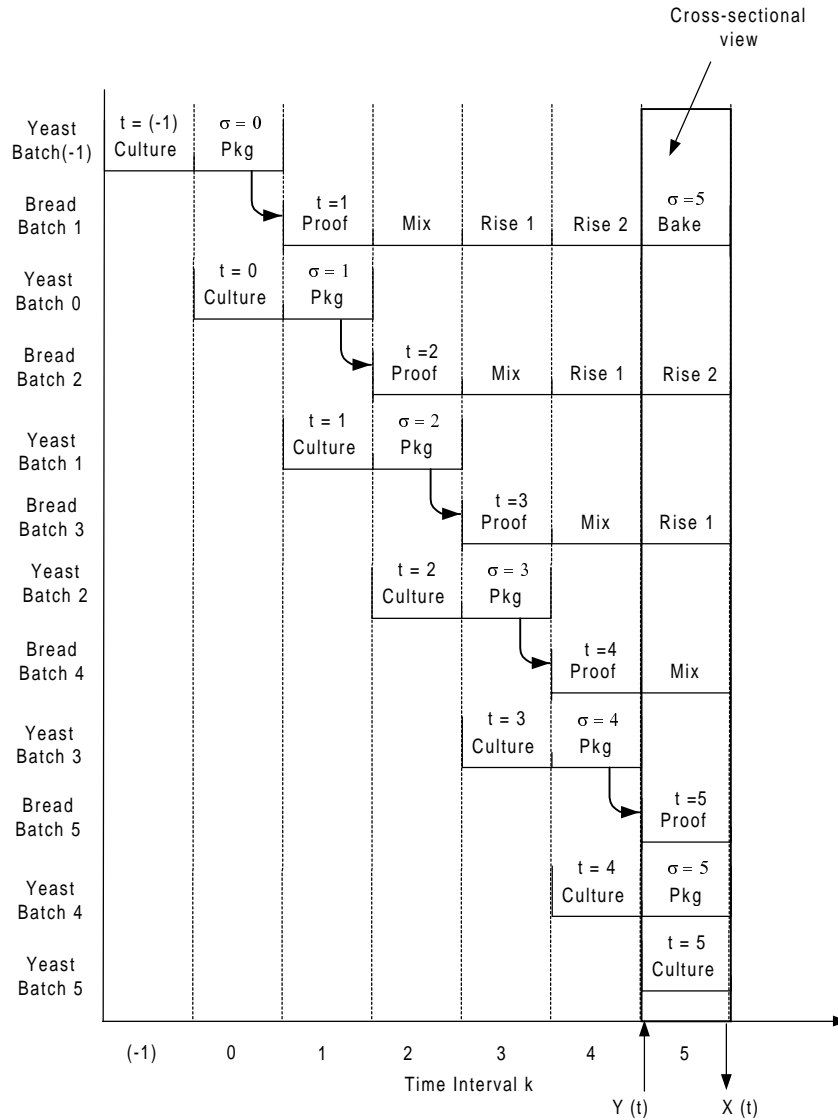 Cross-sectional
view
Yeast
Batch(-1)
t = (-1)
Culture
σ = 0
Pkg
Bread
Batch 1
t =1
Proof
Mix
Rise 1
Rise 2
σ = 5
Bake
Yeast
Batch 0
t = 0
Culture
σ = 1
Pkg
Bread
Batch 2
t =2
Proof
Mix
Rise 1
Rise 2
Yeast
Batch 1
t = 1
Culture
σ = 2
Pkg
Bread
Batch 3
t =3
Proof
Mix
Rise 1
Yeast
Batch 2
t = 2
Culture
σ = 3
Pkg
Bread
Batch 4
t =4
Proof
Mix
Yeast
Batch 3
t = 3
Culture
σ = 4
Pkg
Bread
Batch 5
t =5
Proof
Yeast
Batch 4
t = 4
Culture
σ = 5
Pkg
Yeast
Batch 5
t = 5
Culture
(-1) 0 1 2 3 4 5
Time Interval k
Y (t) X (t)